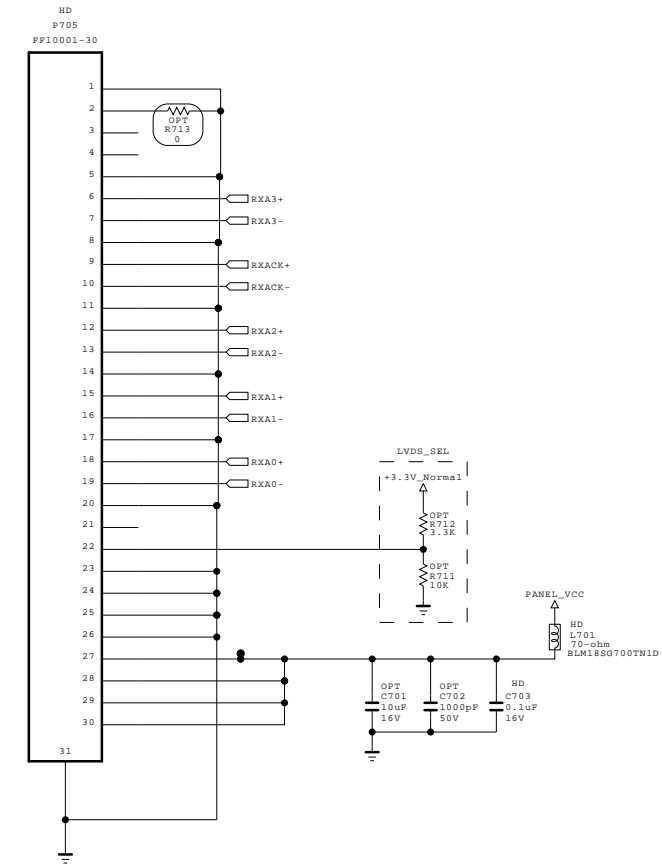 HD
P705
FF10001-30
1
2
OPT
R713
0
3
4
5
6
RXA3+
7
RXA3-
8
9
RXACK+
10
RXACK-
11
12
RXA2+
13
RXA2-
14
15
RXA1+
16
RXA1-
17
18
RXA0+
19
RXA0-
20
21
22
23
24
25
26
27
28
29
30
31
LVDS_SEL
+3.3V_Normal
OPT
R712
3.3K
OPT
R711
10K
PANEL_VCC
HD
L701
70-ohm
BLM18SG700TN1D
OPT
C701
10uF
16V
OPT
C702
1000pF
50V
HD
C703
0.1uF
16V